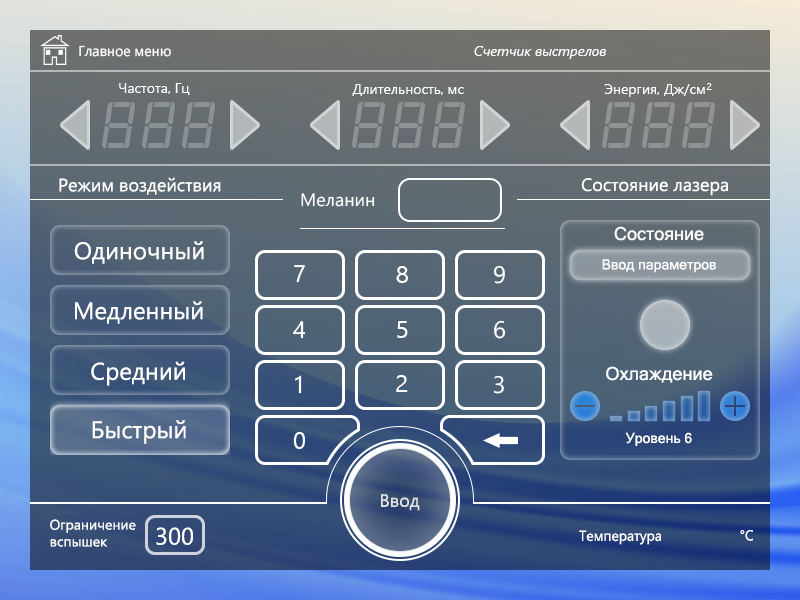 Главное меню
Счетчик выстрелов
Частота, Гц
Длительность, мс
Энергия, Дж/см²
888
888
888
Режим воздействия
Меланин
Состояние лазера
Одиночный
Медленный
Средний
Быстрый
7 8 9
4 5 6
1 2 3
0
Ввод
Состояние
Ввод параметров
Охлаждение
Уровень 6
Ограничение
вспышек
300
Температура
°C